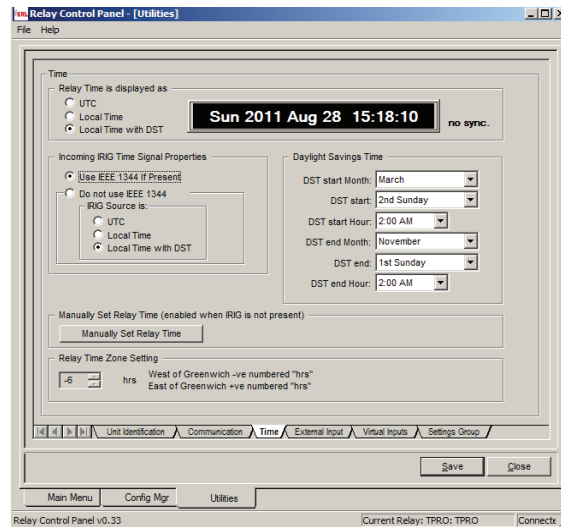 ERL Relay Control Panel - [Utilities]
File Help
Time
Relay Time is displayed as
UTC
Local Time
Local Time with DST
Sun 2011 Aug 28 15:18:10
no sync.
Incoming IRIG Time Signal Properties
Use IEEE 1344 If Present
Do not use IEEE 1344
IRIG Source is:
UTC
Local Time
Local Time with DST
Daylight Savings Time
DST start Month: March
DST start: 2nd Sunday
DST start Hour: 2:00 AM
DST end Month: November
DST end: 1st Sunday
DST end Hour: 2:00 AM
Manually Set Relay Time (enabled when IRIG is not present)
Manually Set Relay Time
Relay Time Zone Setting
-6 hrs
West of Greenwich -ve numbered "hrs"
East of Greenwich +ve numbered "hrs"
Unit Identification Communication Time External Input Virtual Inputs Settings Group
Save Close
Main Menu Config Mgr Utilities
Relay Control Panel v0.33 Current Relay: TPRO: TPRO Connecte